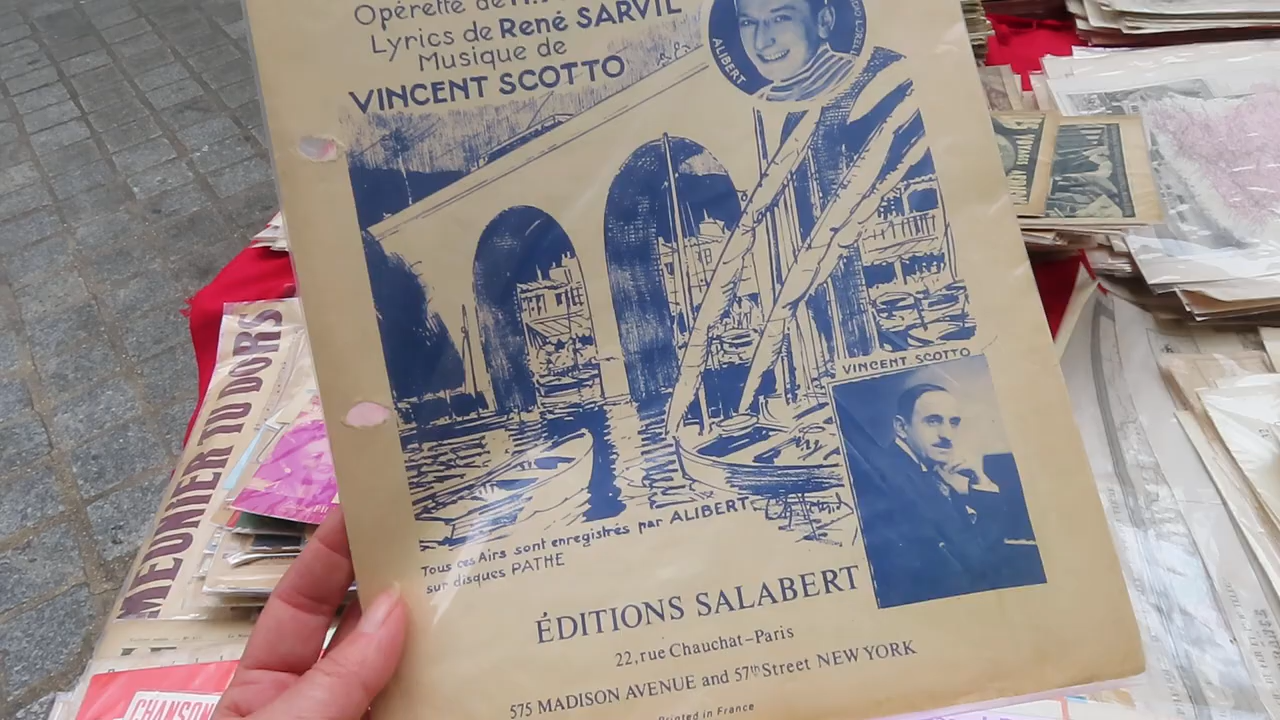 Opérette de
Lyrics de René SARVIL
Musique de
VINCENT SCOTTO
ALIBERT
VINCENT SCOTTO
Tous ces Airs sont enregistrés par ALIBERT
sur disques PATHE
ÉDITIONS SALABERT
22, rue Chauchat-Paris
575 MADISON AVENUE and 57th Street NEW YORK
Printed in France
MEUNIER TU DORS
CHANSON
VOYAGES